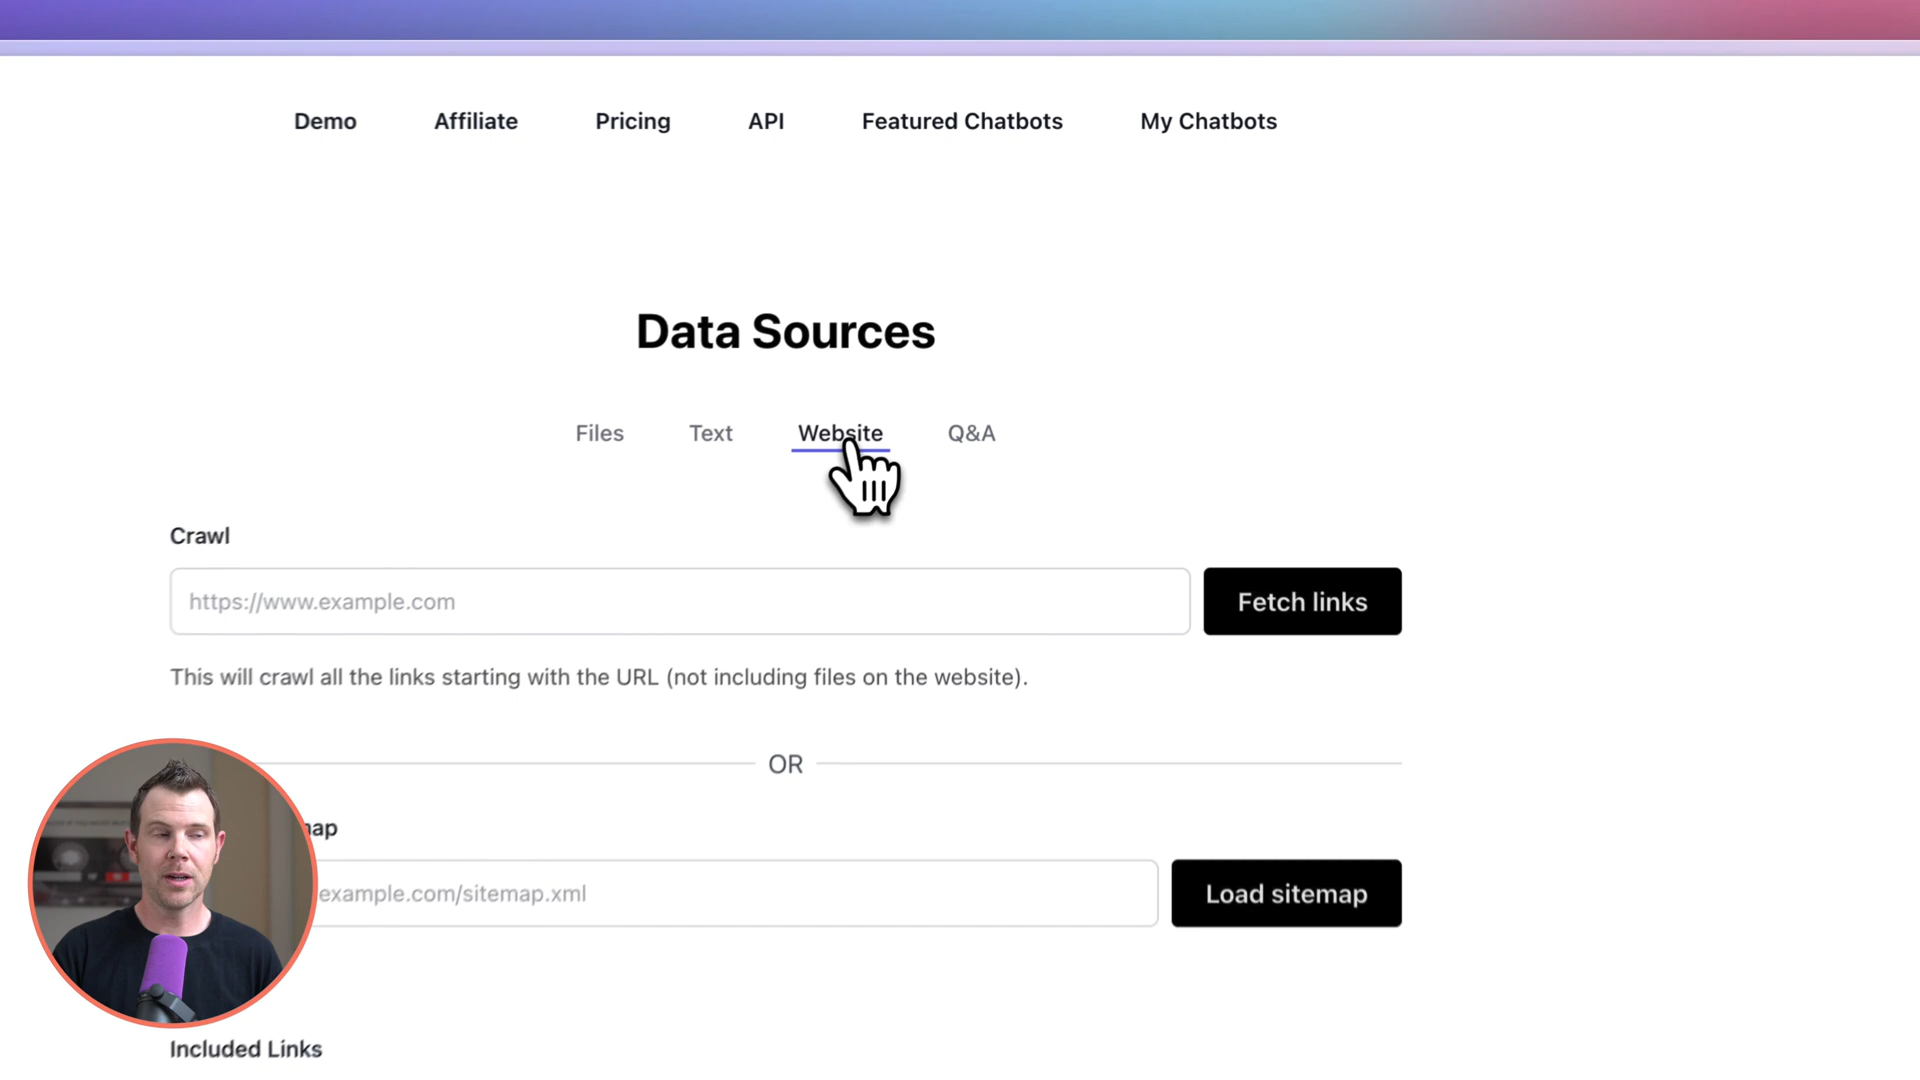 Demo Affiliate Pricing API Featured Chatbots My Chatbots
Data Sources
Files Text Website Q&A
Crawl
https://www.example.com
Fetch links
This will crawl all the links starting with the URL (not including files on the website).
OR
example.com/sitemap.xml
Load sitemap
Included Links